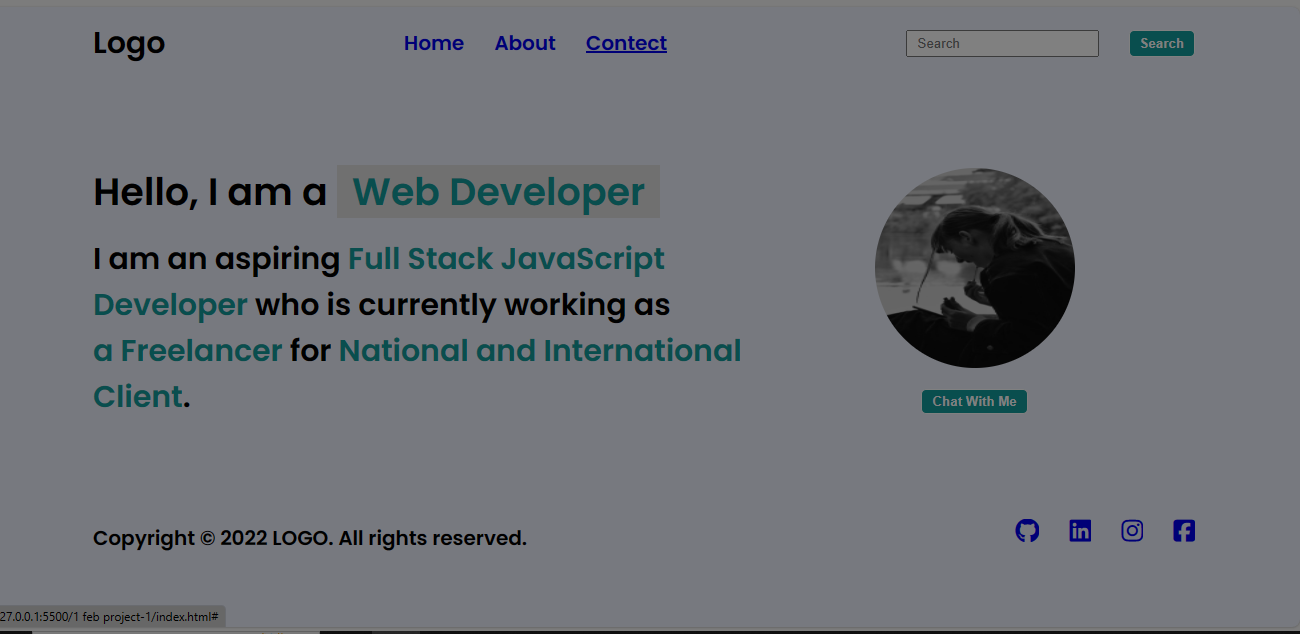 Logo Home About Contect Search Search
Hello, I am a Web Developer
I am an aspiring Full Stack JavaScript
Developer who is currently working as
a Freelancer for National and International
Client.
Chat With Me
Copyright © 2022 LOGO. All rights reserved.
27.0.0.1:5500/1 feb project-1/index.html#